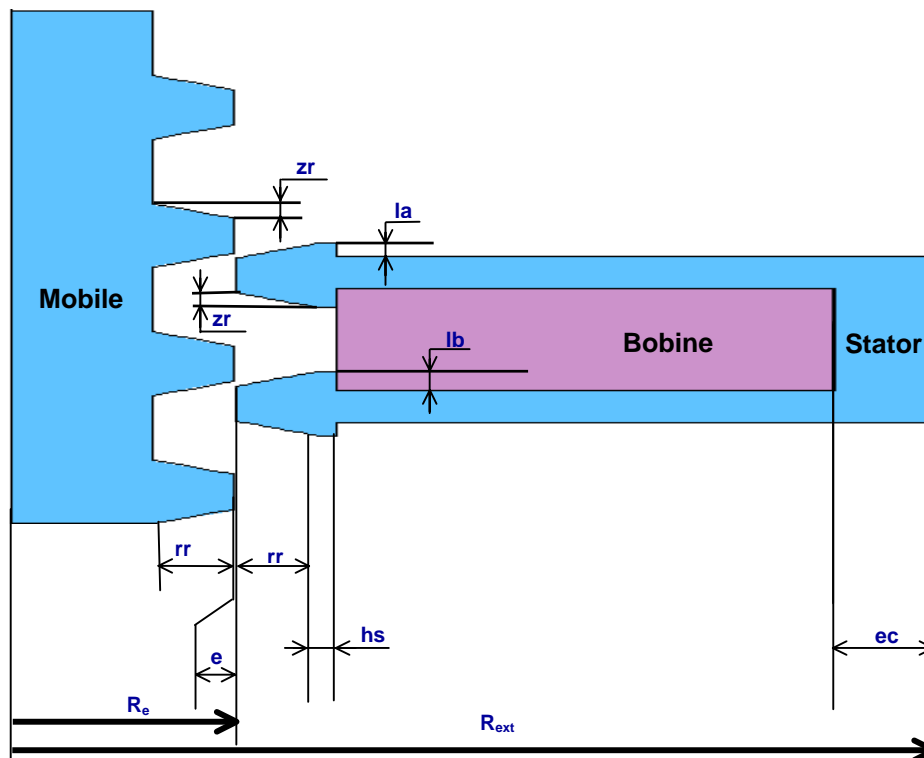 zr
la
Mobile
zr
lb
Bobine
Stator
rr
rr
hs
ec
e
Re
Rext